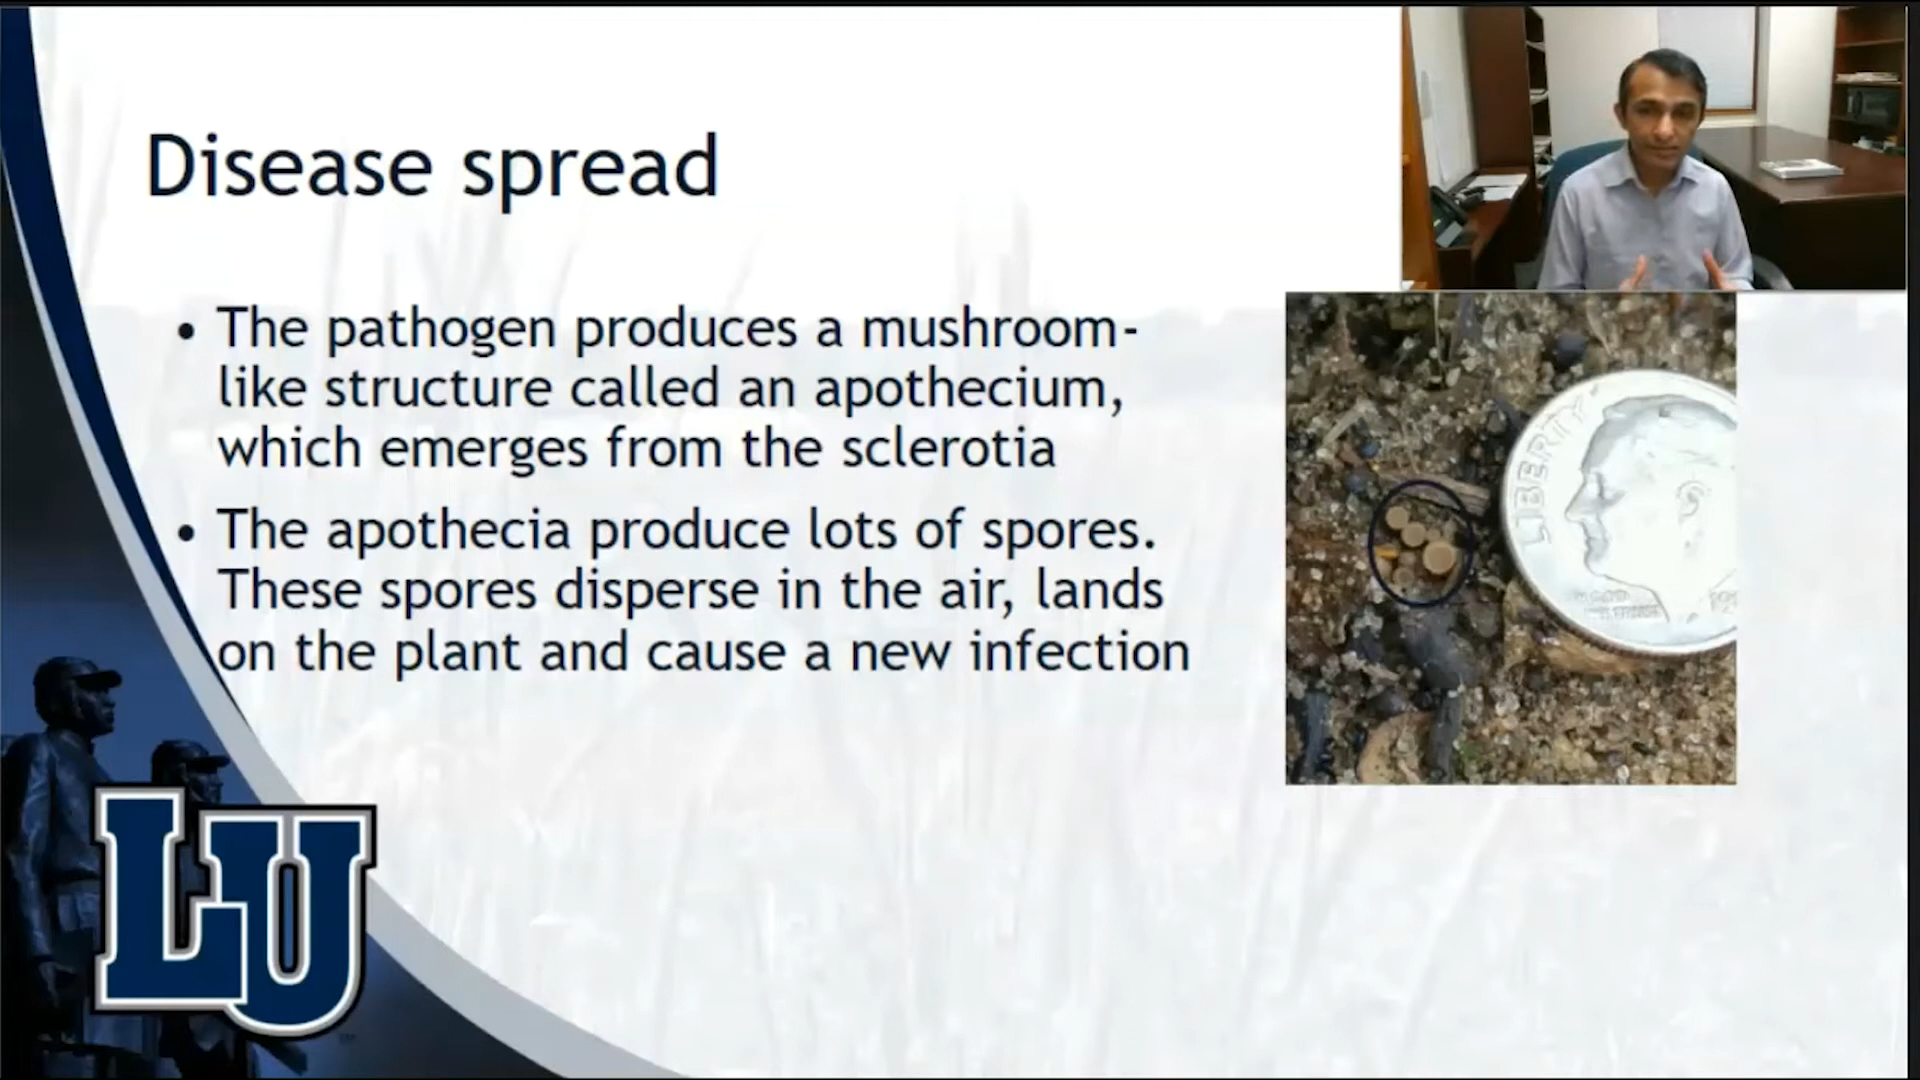 Disease spread
• The pathogen produces a mushroom-
like structure called an apothecium,
which emerges from the sclerotia
• The apothecia produce lots of spores.
These spores disperse in the air, lands
on the plant and cause a new infection
LIBERTY
LU